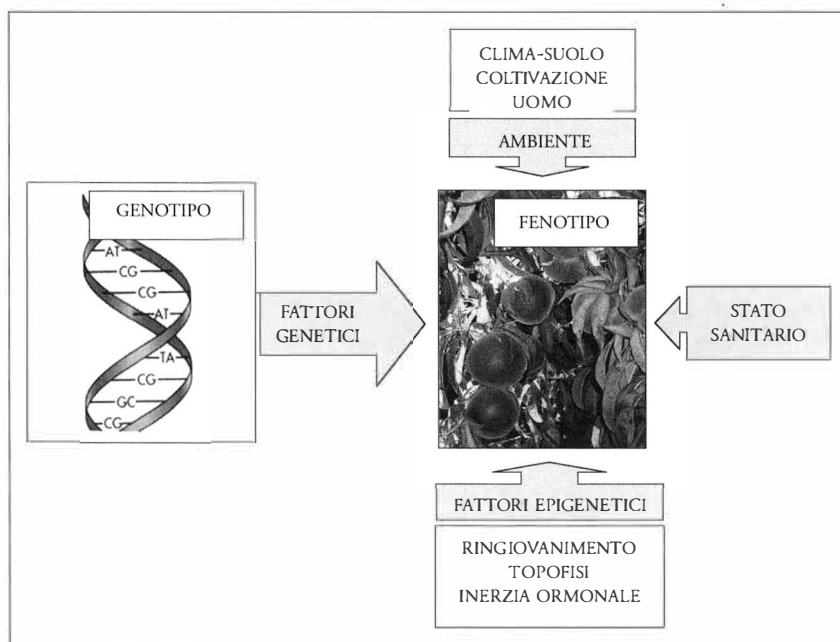 CLIMA-SUOLO
COLTIVAZIONE
UOMO
AMBIENTE
GENOTIPO
AT
CG
CG
AT
TA
CG
GC
CG
FATTORI
GENETICI
FENOTIPO
STATO
SANITARIO
FATTORI EPIGENETICI
RINGIOVANIMENTO
TOPOFISI
INERZIA ORMONALE